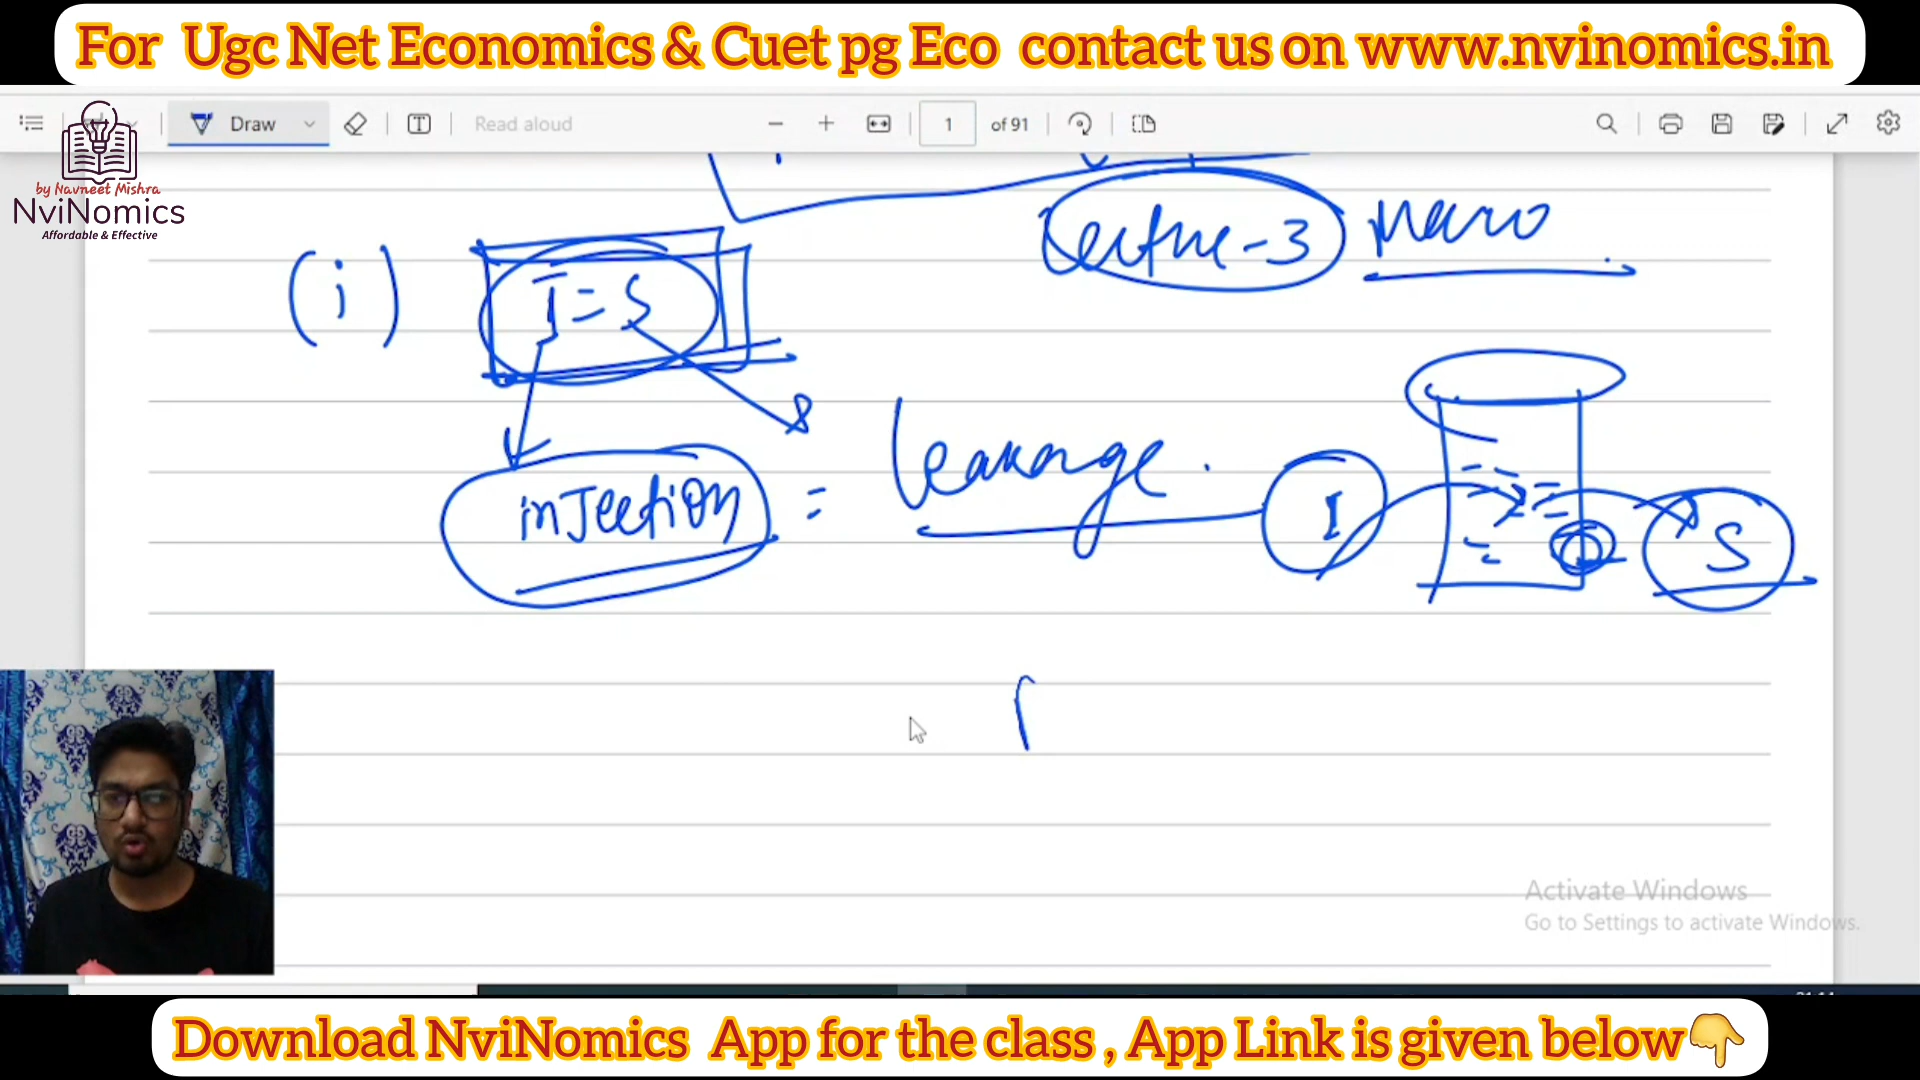 For Ugc Net Economics & Cuet pg Eco contact us on www.nvinomics.in
Draw
Read aloud
1 of 91
by Navneet Mishra
NviNomics
Affordable & Effective
Lecture-3
(i) I = S
injection = Leakage.
I
S
Activate Windows
Go to Settings to activate Windows.
Download NviNomics App for the class , App Link is given below👇